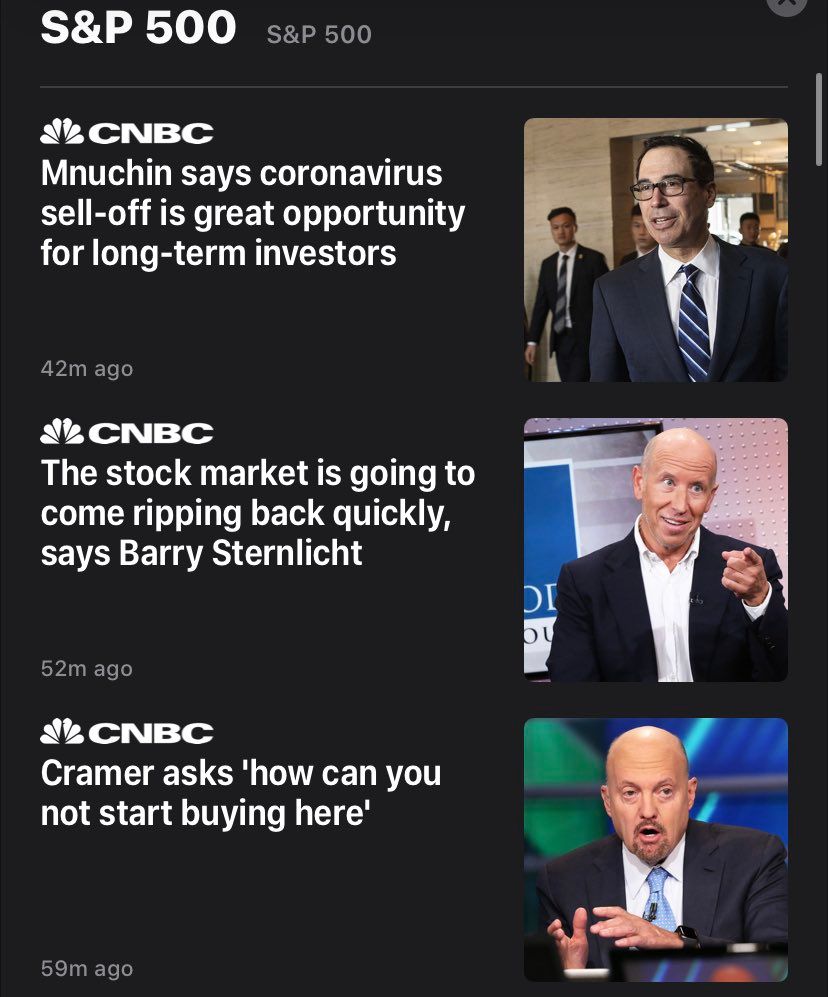 S&P 500 S&P 500
CNBC
Mnuchin says coronavirus
sell-off is great opportunity
for long-term investors
42m ago
CNBC
The stock market is going to
come ripping back quickly,
says Barry Sternlicht
52m ago
CNBC
Cramer asks 'how can you
not start buying here'
59m ago